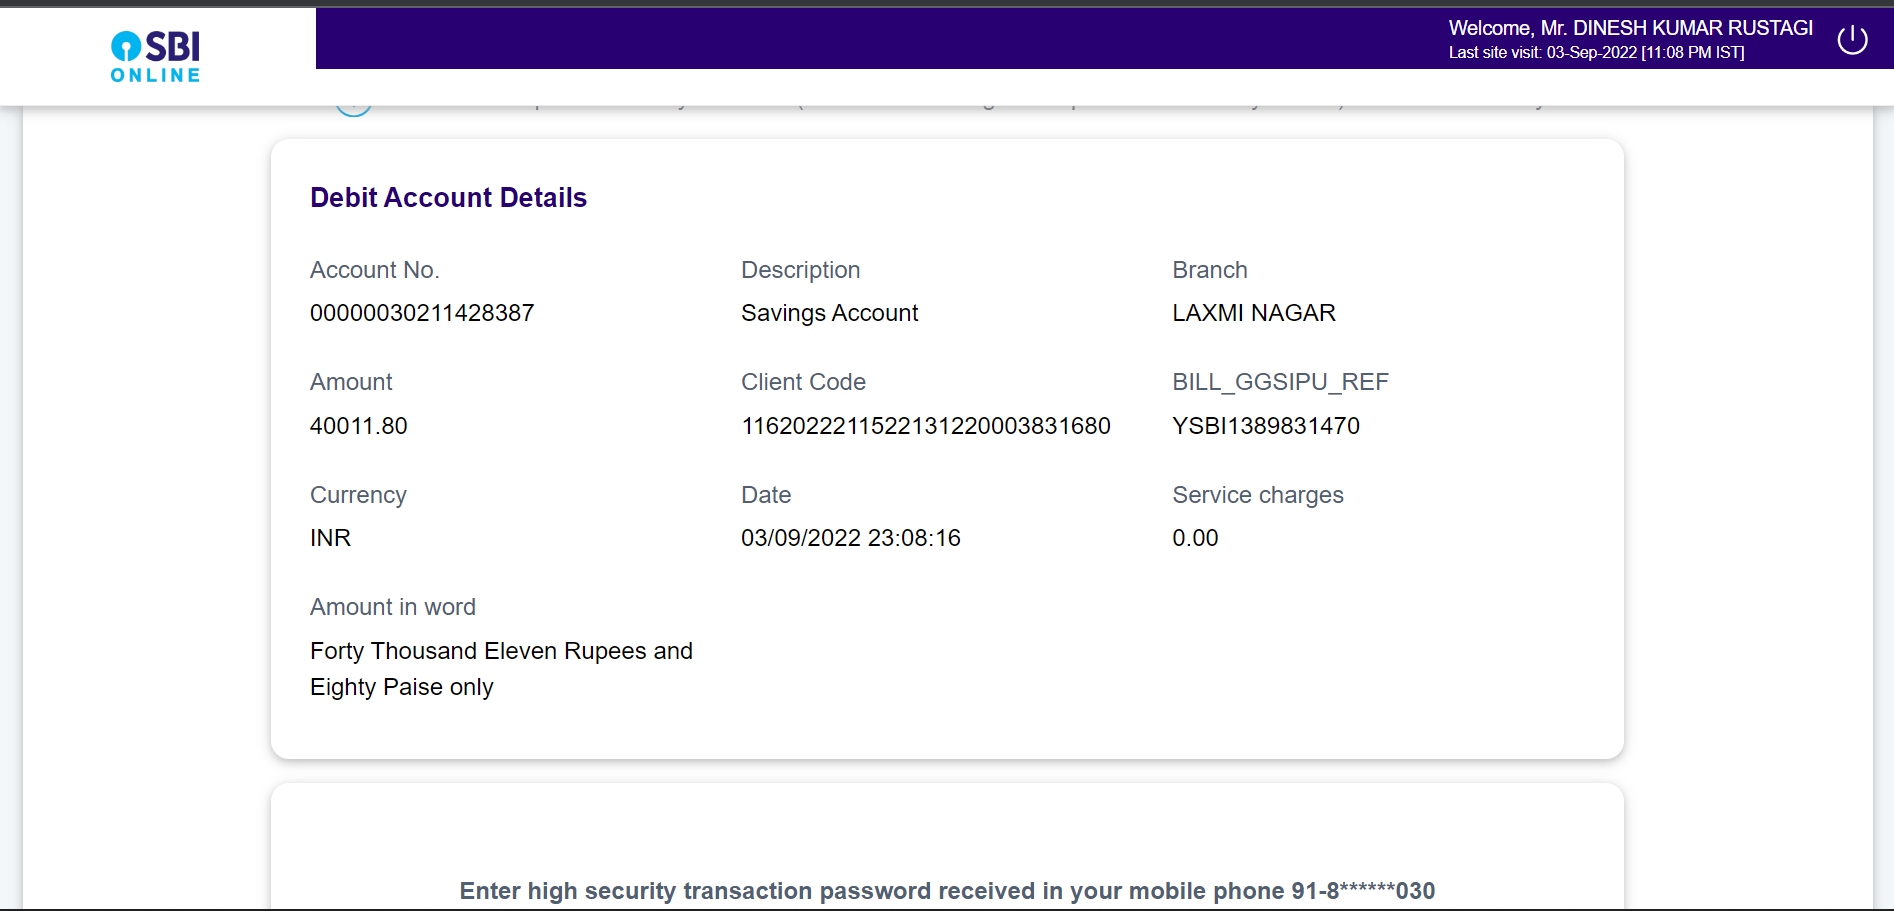 SBI
ONLINE
Welcome, Mr. DINESH KUMAR RUSTAGI
Last site visit: 03-Sep-2022 [11:08 PM IST]
Debit Account Details
Account No.
00000030211428387
Description
Savings Account
Branch
LAXMI NAGAR
Amount
40011.80
Client Code
1162022211522131220003831680
BILL_GGSIPU_REF
YSBI1389831470
Currency
INR
Date
03/09/2022 23:08:16
Service charges
0.00
Amount in word
Forty Thousand Eleven Rupees and
Eighty Paise only
Enter high security transaction password received in your mobile phone 91-8******030